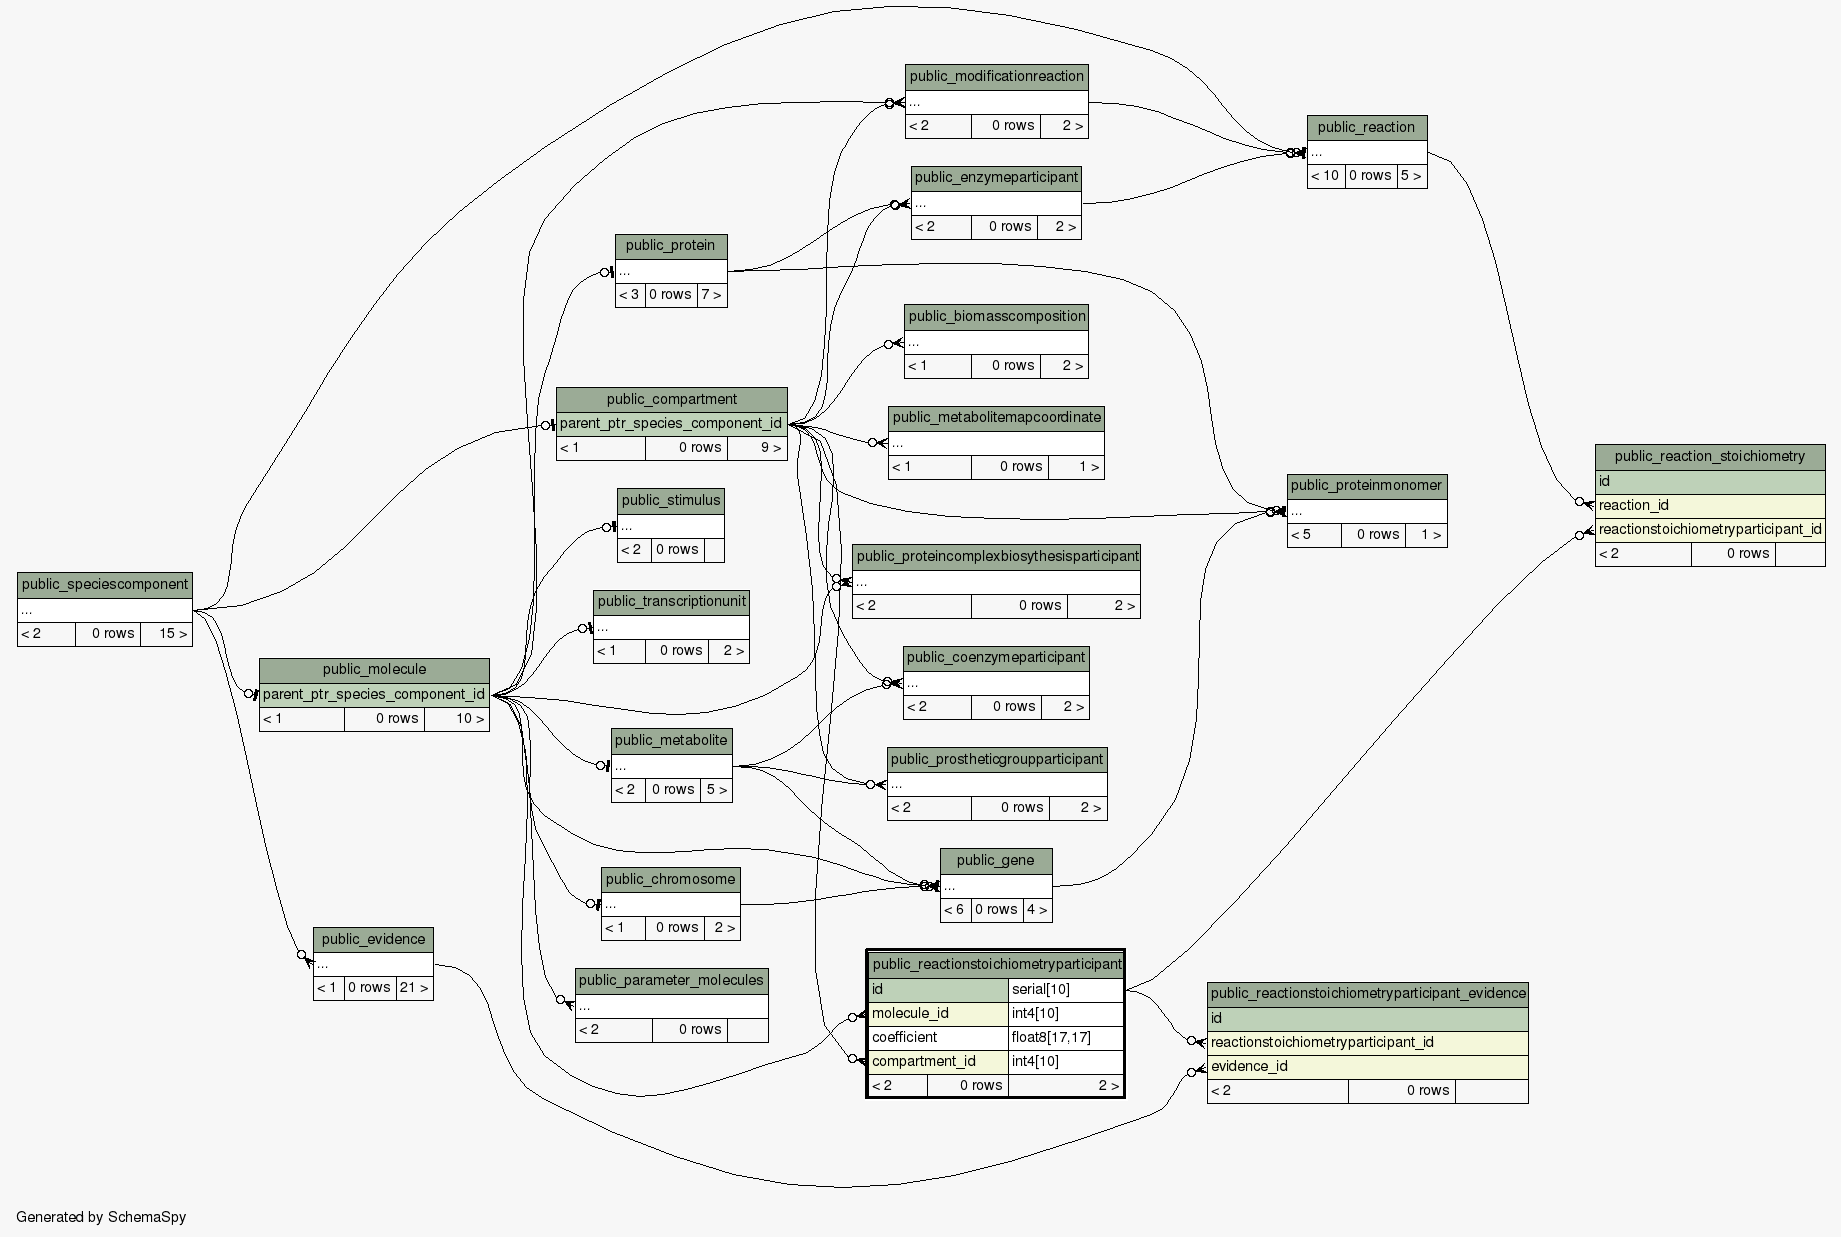 public_modificationreaction
...
< 2 0 rows 2 >
public_reaction
...
< 10 0 rows 5 >
public_enzymeparticipant
...
< 2 0 rows 2 >
public_protein
...
< 3 0 rows 7 >
public_biomasscomposition
...
< 1 0 rows 2 >
public_compartment
parent_ptr_species_component_id
< 1 0 rows 9 >
public_metabolitemapcoordinate
...
< 1 0 rows 1 >
public_reaction_stoichiometry
id
reaction_id
reactionstoichiometryparticipant_id
< 2 0 rows
public_proteinmonomer
...
< 5 0 rows 1 >
public_stimulus
...
< 2 0 rows
public_proteincomplexbiosythesisparticipant
...
< 2 0 rows 2 >
public_speciescomponent
...
< 2 0 rows 15 >
public_transcriptionunit
...
< 1 0 rows 2 >
public_molecule
parent_ptr_species_component_id
< 1 0 rows 10 >
public_coenzymeparticipant
...
< 2 0 rows 2 >
public_metabolite
...
< 2 0 rows 5 >
public_prostheticgroupparticipant
...
< 2 0 rows 2 >
public_gene
...
< 6 0 rows 4 >
public_chromosome
...
< 1 0 rows 2 >
public_evidence
...
< 1 0 rows 21 >
public_parameter_molecules
...
< 2 0 rows
public_reactionstoichiometryparticipant
id serial[10]
molecule_id int4[10]
coefficient float8[17,17]
compartment_id int4[10]
< 2 0 rows 2 >
public_reactionstoichiometryparticipant_evidence
id
reactionstoichiometryparticipant_id
evidence_id
< 2 0 rows
Generated by SchemaSpy